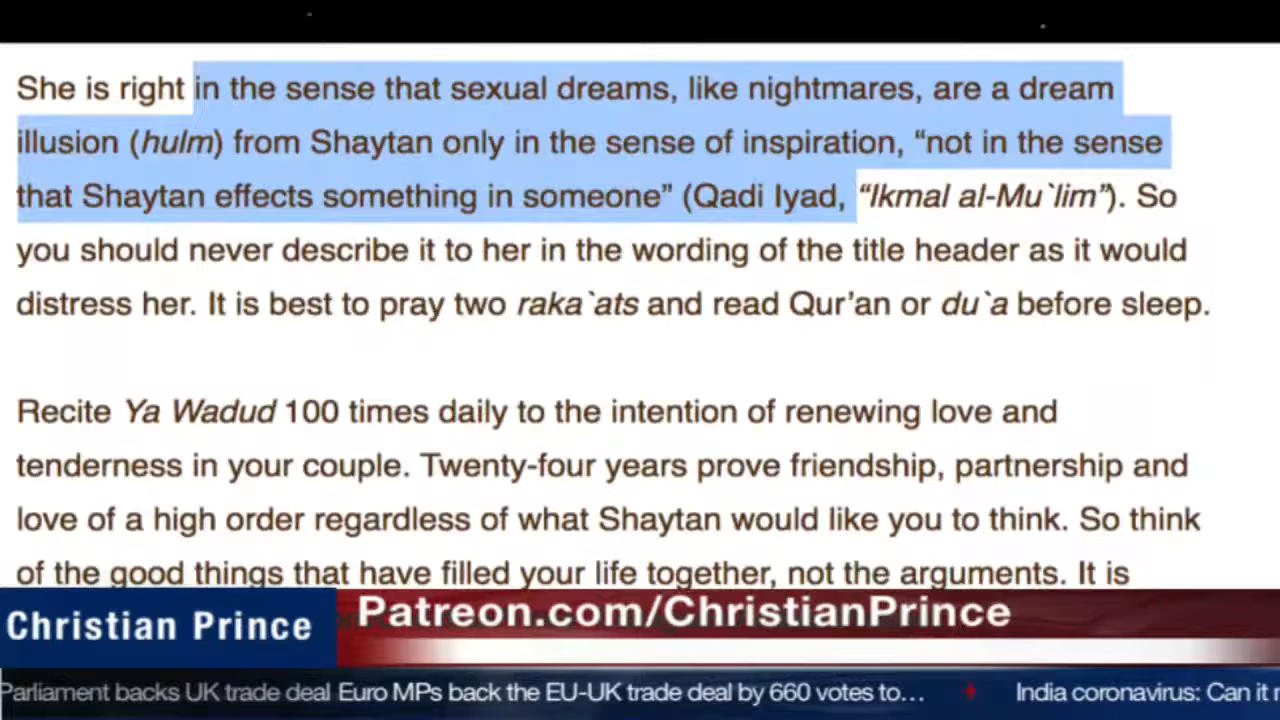 She is right in the sense that sexual dreams, like nightmares, are a dream
illusion (hulm) from Shaytan only in the sense of inspiration, “not in the sense
that Shaytan effects something in someone” (Qadi Iyad, “Ikmal al-Mu`lim”). So
you should never describe it to her in the wording of the title header as it would
distress her. It is best to pray two raka`ats and read Qur’an or du`a before sleep.
Recite Ya Wadud 100 times daily to the intention of renewing love and
tenderness in your couple. Twenty-four years prove friendship, partnership and
love of a high order regardless of what Shaytan would like you to think. So think
of the good things that have filled your life together, not the arguments. It is
Christian Prince
Patreon.com/ChristianPrince
Parliament backs UK trade deal Euro MPs back the EU-UK trade deal by 660 votes to… India coronavirus: Can it